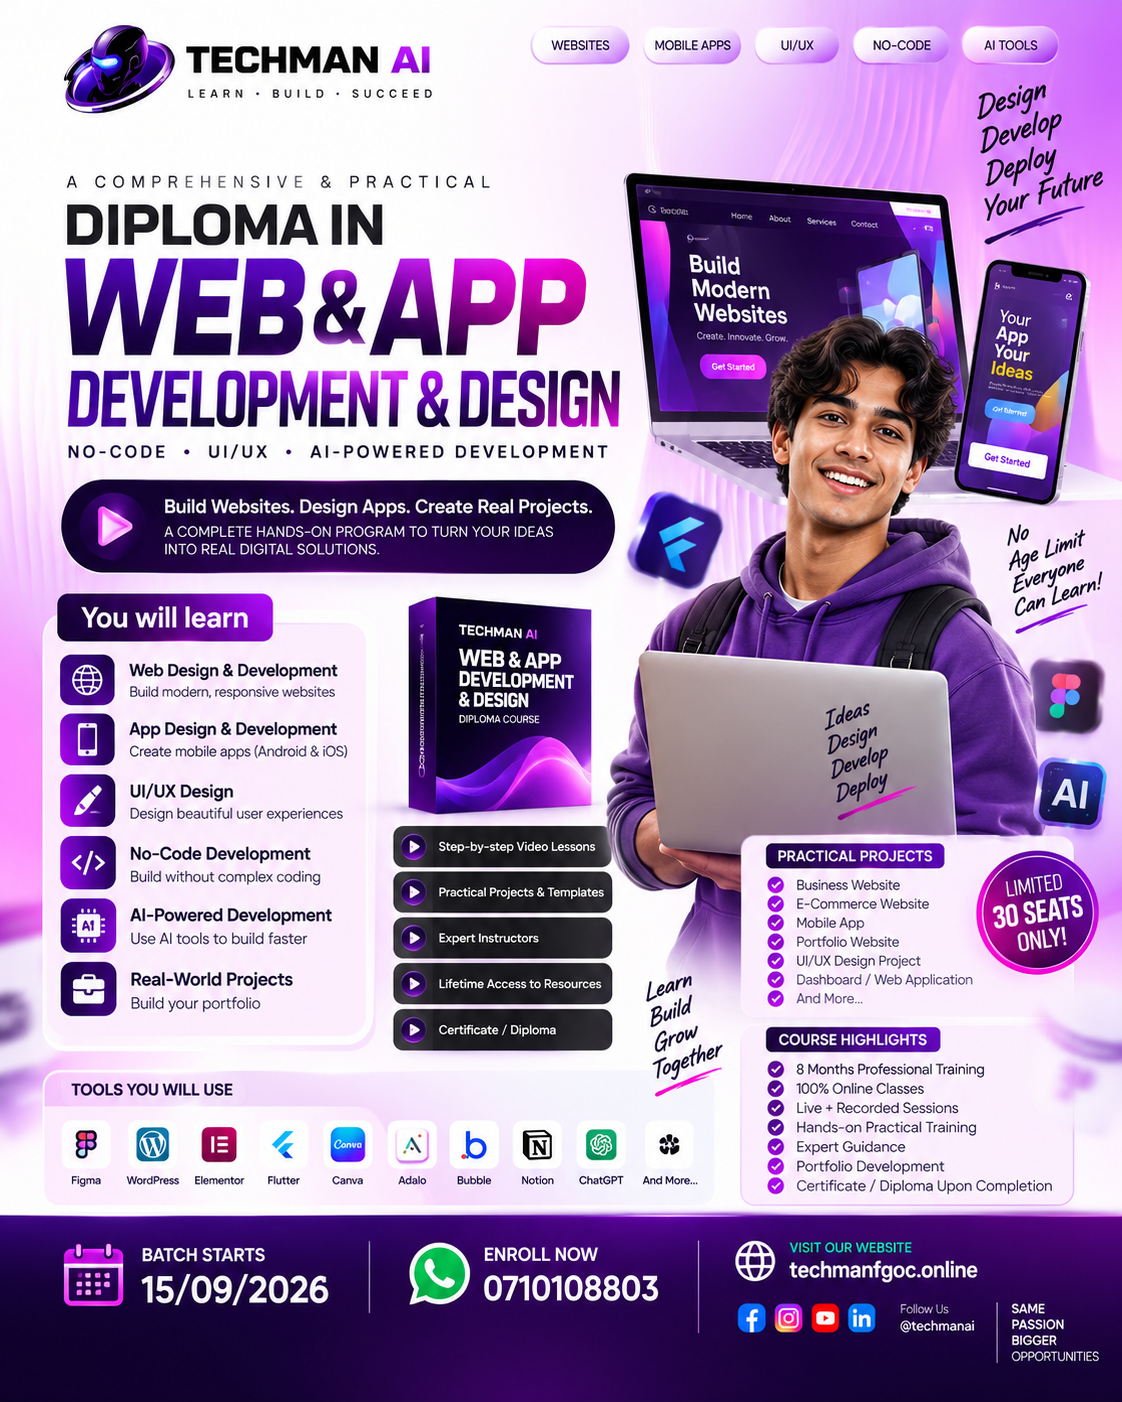 TECHMAN AI
LEARN • BUILD • SUCCEED
WEBSITES
MOBILE APPS
UI/UX
NO-CODE
AI TOOLS
Design
Develop
Deploy
Your Future
A COMPREHENSIVE & PRACTICAL
DIPLOMA IN
WEB & APP
DEVELOPMENT & DESIGN
NO-CODE • UI/UX • AI-POWERED DEVELOPMENT
Build Websites. Design Apps. Create Real Projects.
A COMPLETE HANDS-ON PROGRAM TO TURN YOUR IDEAS
INTO REAL DIGITAL SOLUTIONS.
Home
About
Services
Contact
Build
Modern
Websites
Create. Innovate. Grow.
Get Started
Your
App
Your
Ideas
Get Started
No
Age Limit
Everyone
Can Learn!
You will learn
Web Design & Development
Build modern, responsive websites
App Design & Development
Create mobile apps (Android & iOS)
UI/UX Design
Design beautiful user experiences
No-Code Development
Build without complex coding
AI
AI-Powered Development
Use AI tools to build faster
Real-World Projects
Build your portfolio
TECHMAN AI
WEB & APP
DEVELOPMENT
& DESIGN
DIPLOMA COURSE
Step-by-step Video Lessons
Practical Projects & Templates
Expert Instructors
Lifetime Access to Resources
Certificate / Diploma
Ideas
Design
Develop
Deploy
AI
Learn
Build
Grow
Together
PRACTICAL PROJECTS
Business Website
E-Commerce Website
Mobile App
Portfolio Website
UI/UX Design Project
Dashboard / Web Application
And More...
LIMITED
30 SEATS
ONLY!
COURSE HIGHLIGHTS
8 Months Professional Training
100% Online Classes
Live + Recorded Sessions
Hands-on Practical Training
Expert Guidance
Portfolio Development
Certificate / Diploma Upon Completion
TOOLS YOU WILL USE
Canva
Figma
WordPress
Elementor
Flutter
Canva
Adalo
Bubble
Notion
ChatGPT
And More...
BATCH STARTS
15/09/2026
ENROLL NOW
0710108803
VISIT OUR WEBSITE
techmanfgoc.online
Follow Us
@techmanai
SAME
PASSION
BIGGER
OPPORTUNITIES